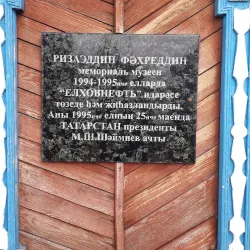 РИЗАЭДДИН ФӘХРЕДДИН
мемориаль музеен
1994-1995нче елларда
"ЕЛХОВНЕФТЬ" идарәсе
төзеде һәм җиһазландырды.
Аны 1995нче елның 25нче маенда
ТАТАРСТАН президенты
М.Ш.Шәймиев ачты